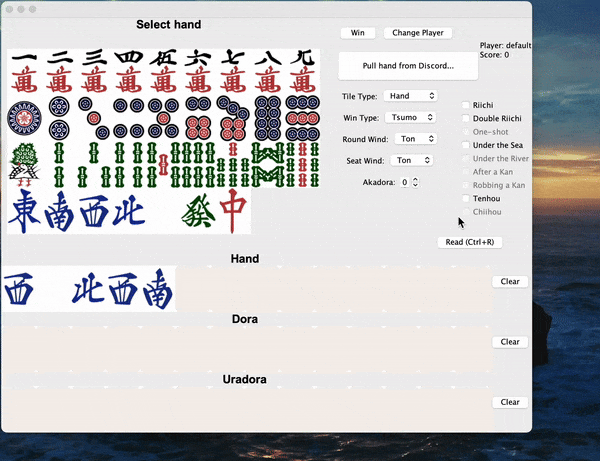 Select hand
Win
Change Player
Player: default
Score: 0
Pull hand from Discord...
一 二 三 四 伍 六 七 八 九
萬 萬 萬 萬 萬 萬 萬 萬 萬
東 南 西 北 發 中
Tile Type: Hand
Win Type: Tsumo
Round Wind: Ton
Seat Wind: Ton
Akadora: 0
Riichi
Double Riichi
One-shot
Under the Sea
Under the River
After a Kan
Robbing a Kan
Tenhou
Chiihou
Read (Ctrl+R)
Hand
西 北 西 南
Clear
Dora
Clear
Uradora
Clear